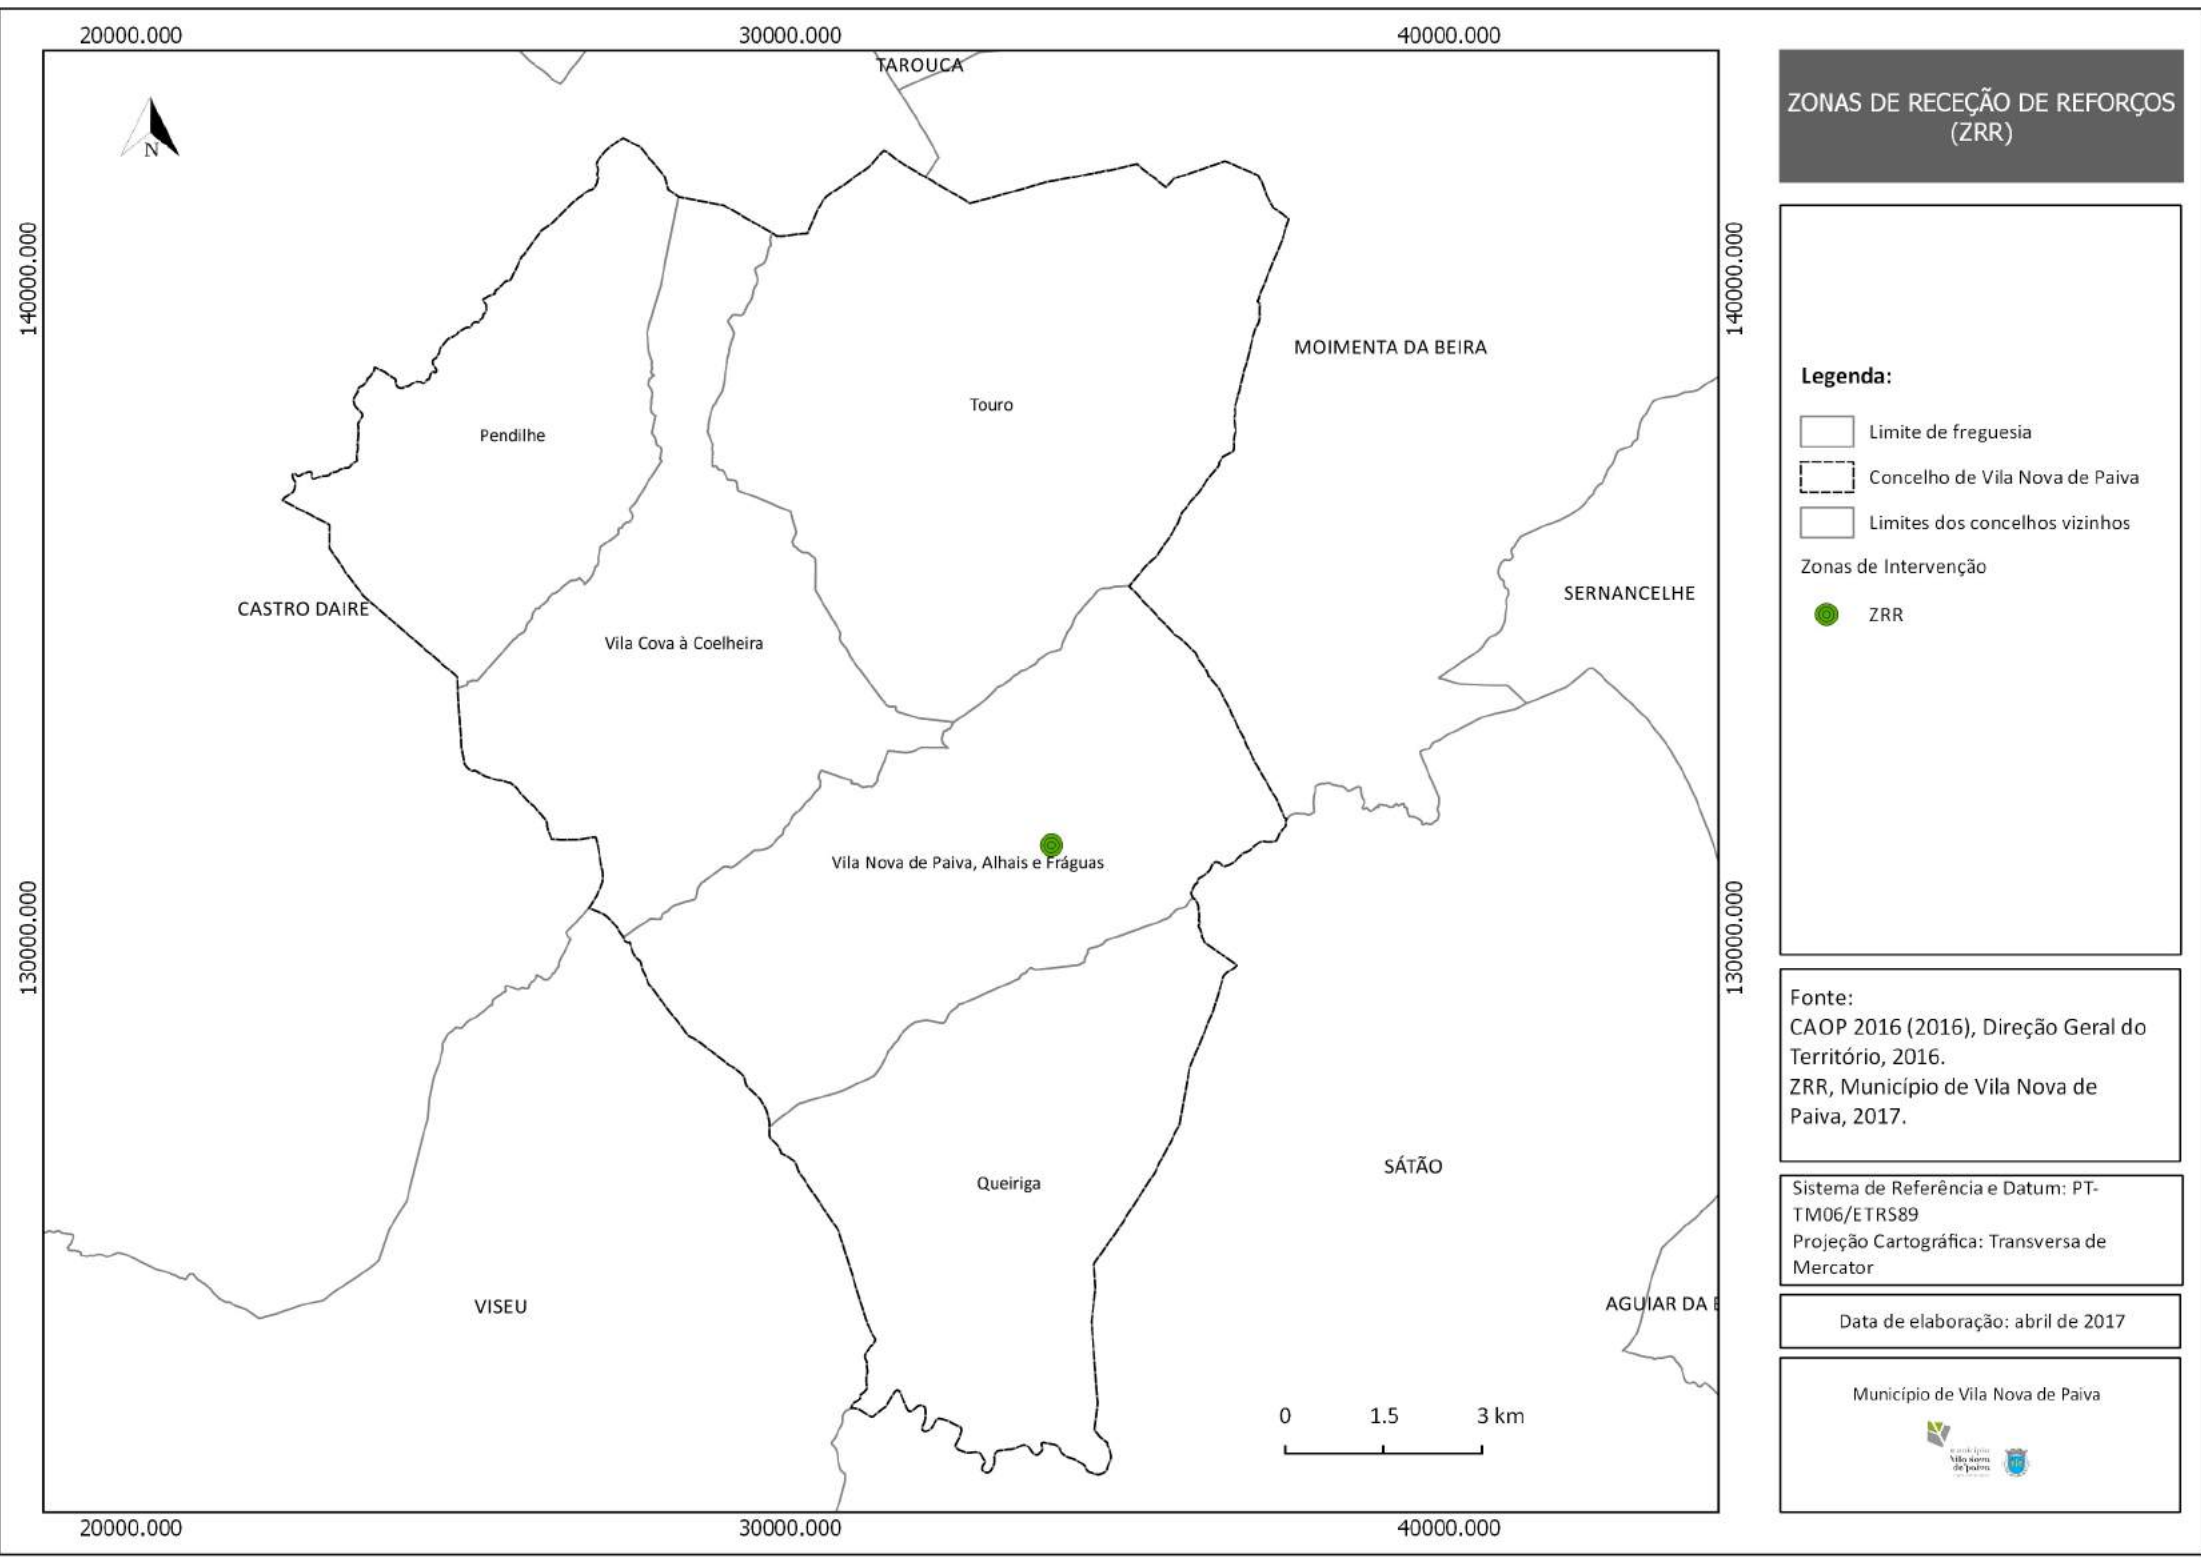 20000.000
30000.000
40000.000
TAROUCA
N
140000.000
140000.000
MOIMENTA DA BEIRA
Touro
Pendilhe
SERNANCELHE
CASTRO DAIRE
Vila Cova à Coelheira
Vila Nova de Paiva, Alhais e Fráguas
130000.000
130000.000
SÁTÃO
Queiriga
AGUIAR DA
VISEU
0
1.5
3 km
20000.000
30000.000
40000.000
ZONAS DE RECEÇÃO DE REFORÇOS
(ZRR)
Legenda:
Limite de freguesia
Concelho de Vila Nova de Paiva
Limites dos concelhos vizinhos
Zonas de Intervenção
ZRR
Fonte:
CAOP 2016 (2016), Direção Geral do
Território, 2016.
ZRR, Município de Vila Nova de
Paiva, 2017.
Sistema de Referência e Datum: PT-
TM06/ETRS89
Projeção Cartográfica: Transversa de
Mercator
Data de elaboração: abril de 2017
Município de Vila Nova de Paiva
município
Vila nova
de paiva